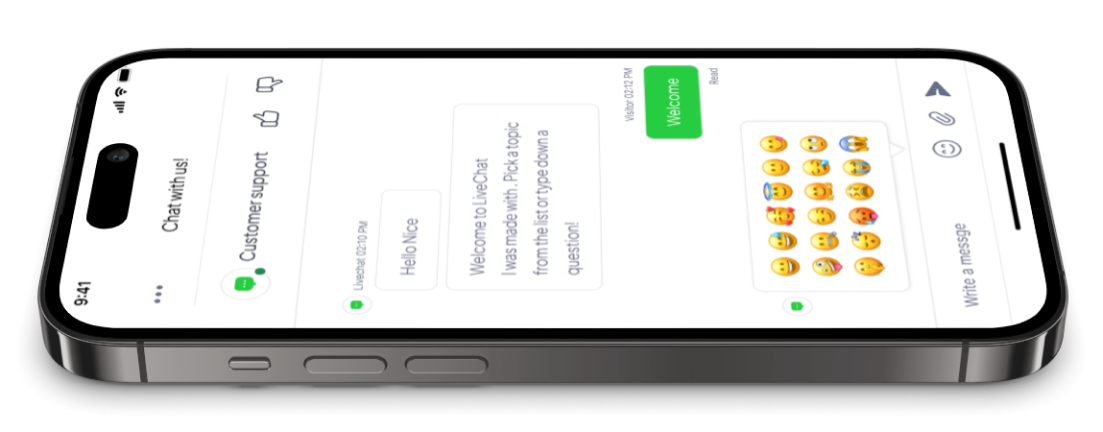 9:41
Chat with us!
Customer support
Livechat 02:10 PM
Hello Nice
Welcome to LiveChat
I was made with . Pick a topic
from the list or type down a
question!
Visitor 02:12 PM
Welcome
Read
Write a messge